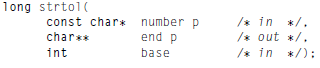 long strtol(
const char* number p /* in */,
char** end p /* out */,
int base /* in */);